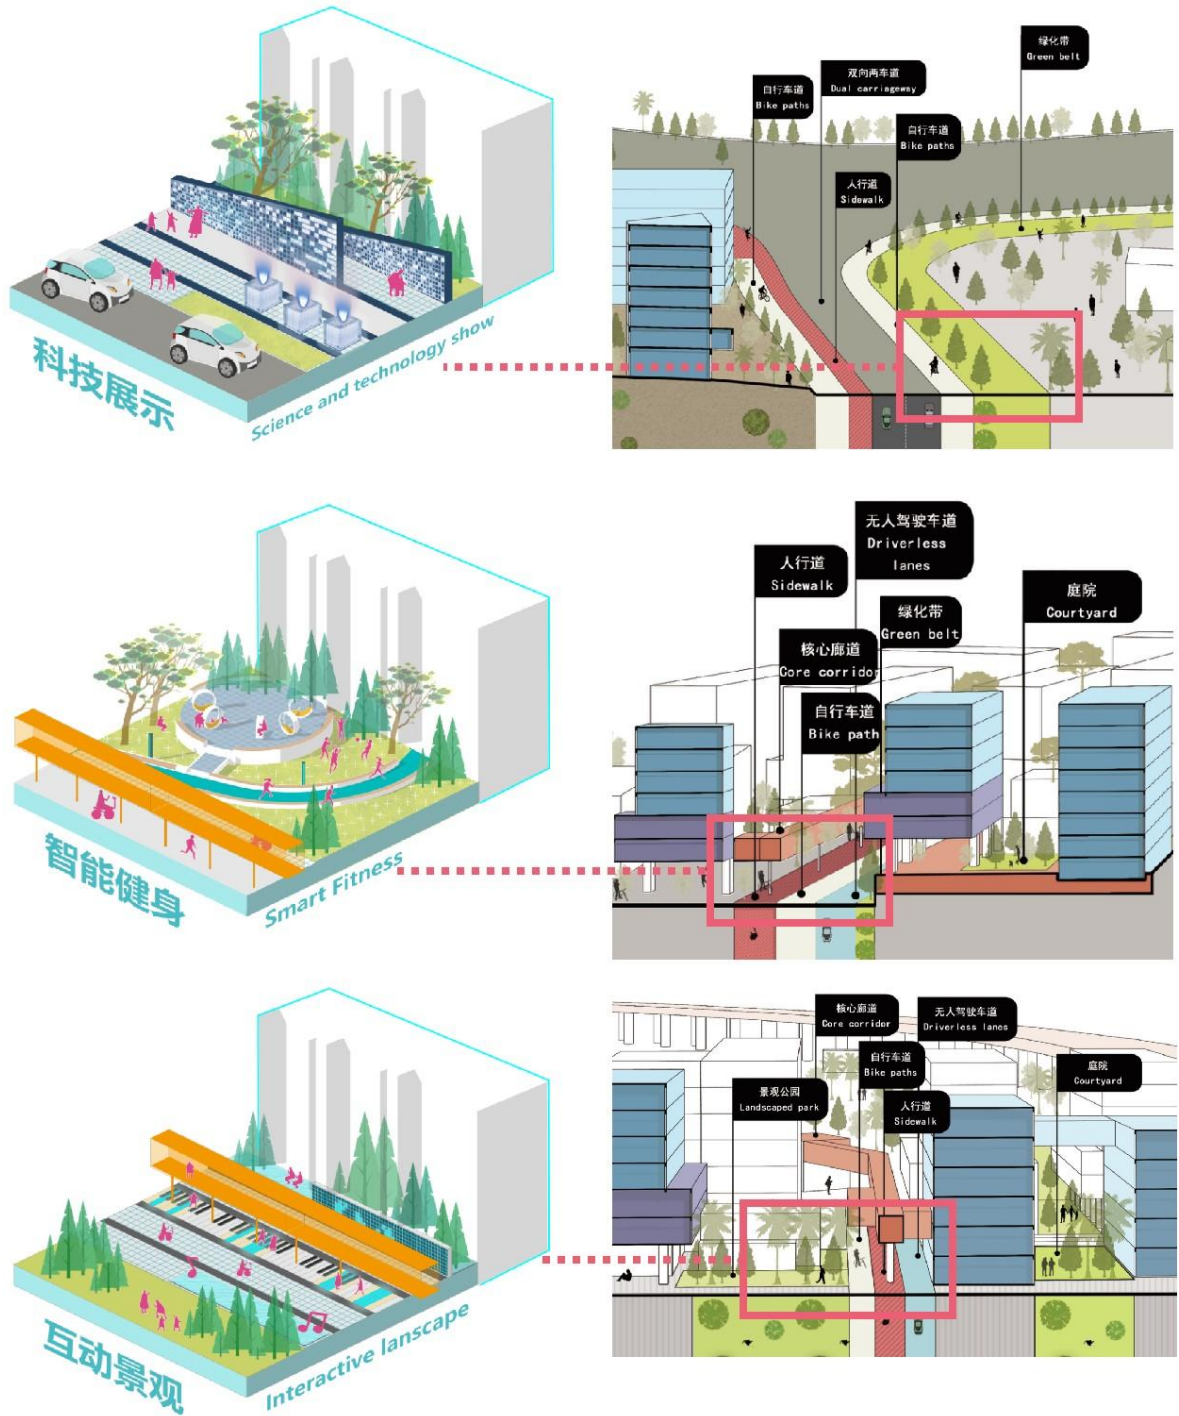 绿化带
Green belt
双向两车道
Dual carriageway
自行车道
Bike paths
自行车道
Bike paths
人行道
Sidewalk
科技展示
Science and technology show
无人驾驶车道
Driverless
lanes
人行道
Sidewalk
庭院
Courtyard
绿化带
Green belt
核心廊道
Core corridor
自行车道
Bike path
智能健身
Smart Fitness
核心廊道
Core corridor
无人驾驶车道
Driverless lanes
自行车道
Bike paths
庭院
Courtyard
景观公园
Landscaped park
人行道
Sidewalk
互动景观
Interactive lanscape